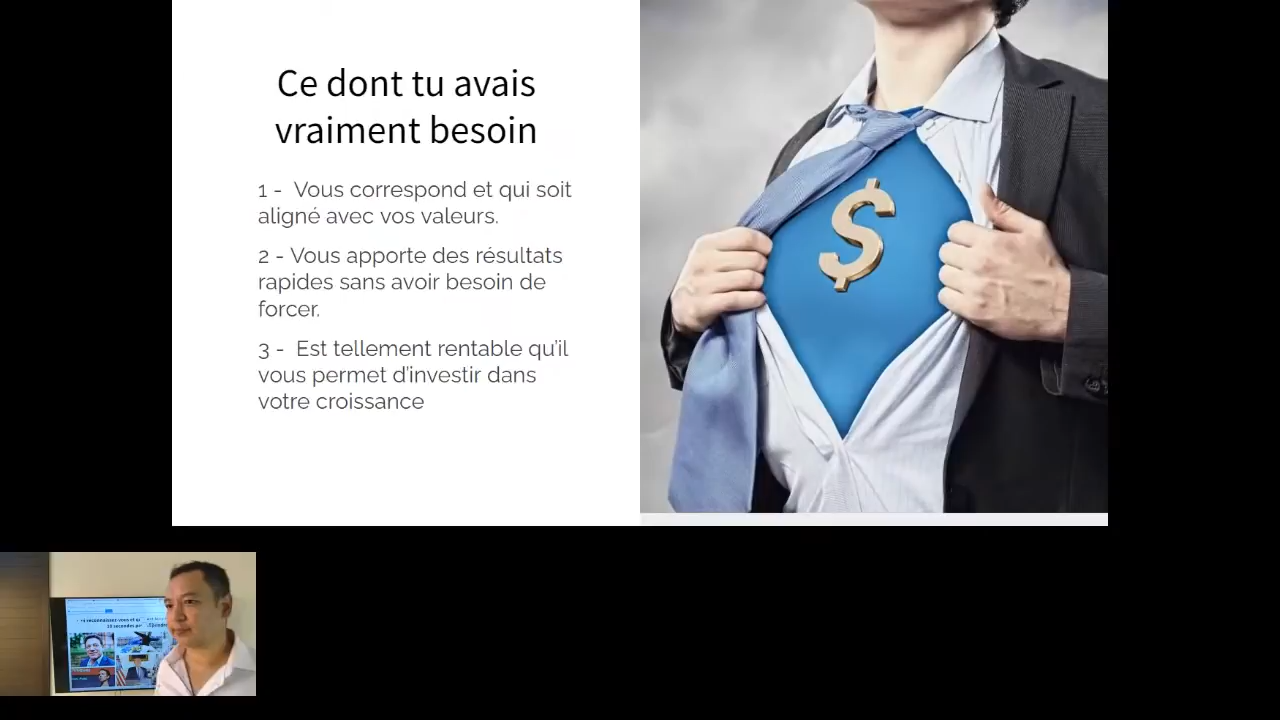 Ce dont tu avais
vraiment besoin
1 - Vous correspond et qui soit
aligné avec vos valeurs.
2 - Vous apporte des résultats
rapides sans avoir besoin de
forcer.
3 - Est tellement rentable qu'il
vous permet d'investir dans
votre croissance
$